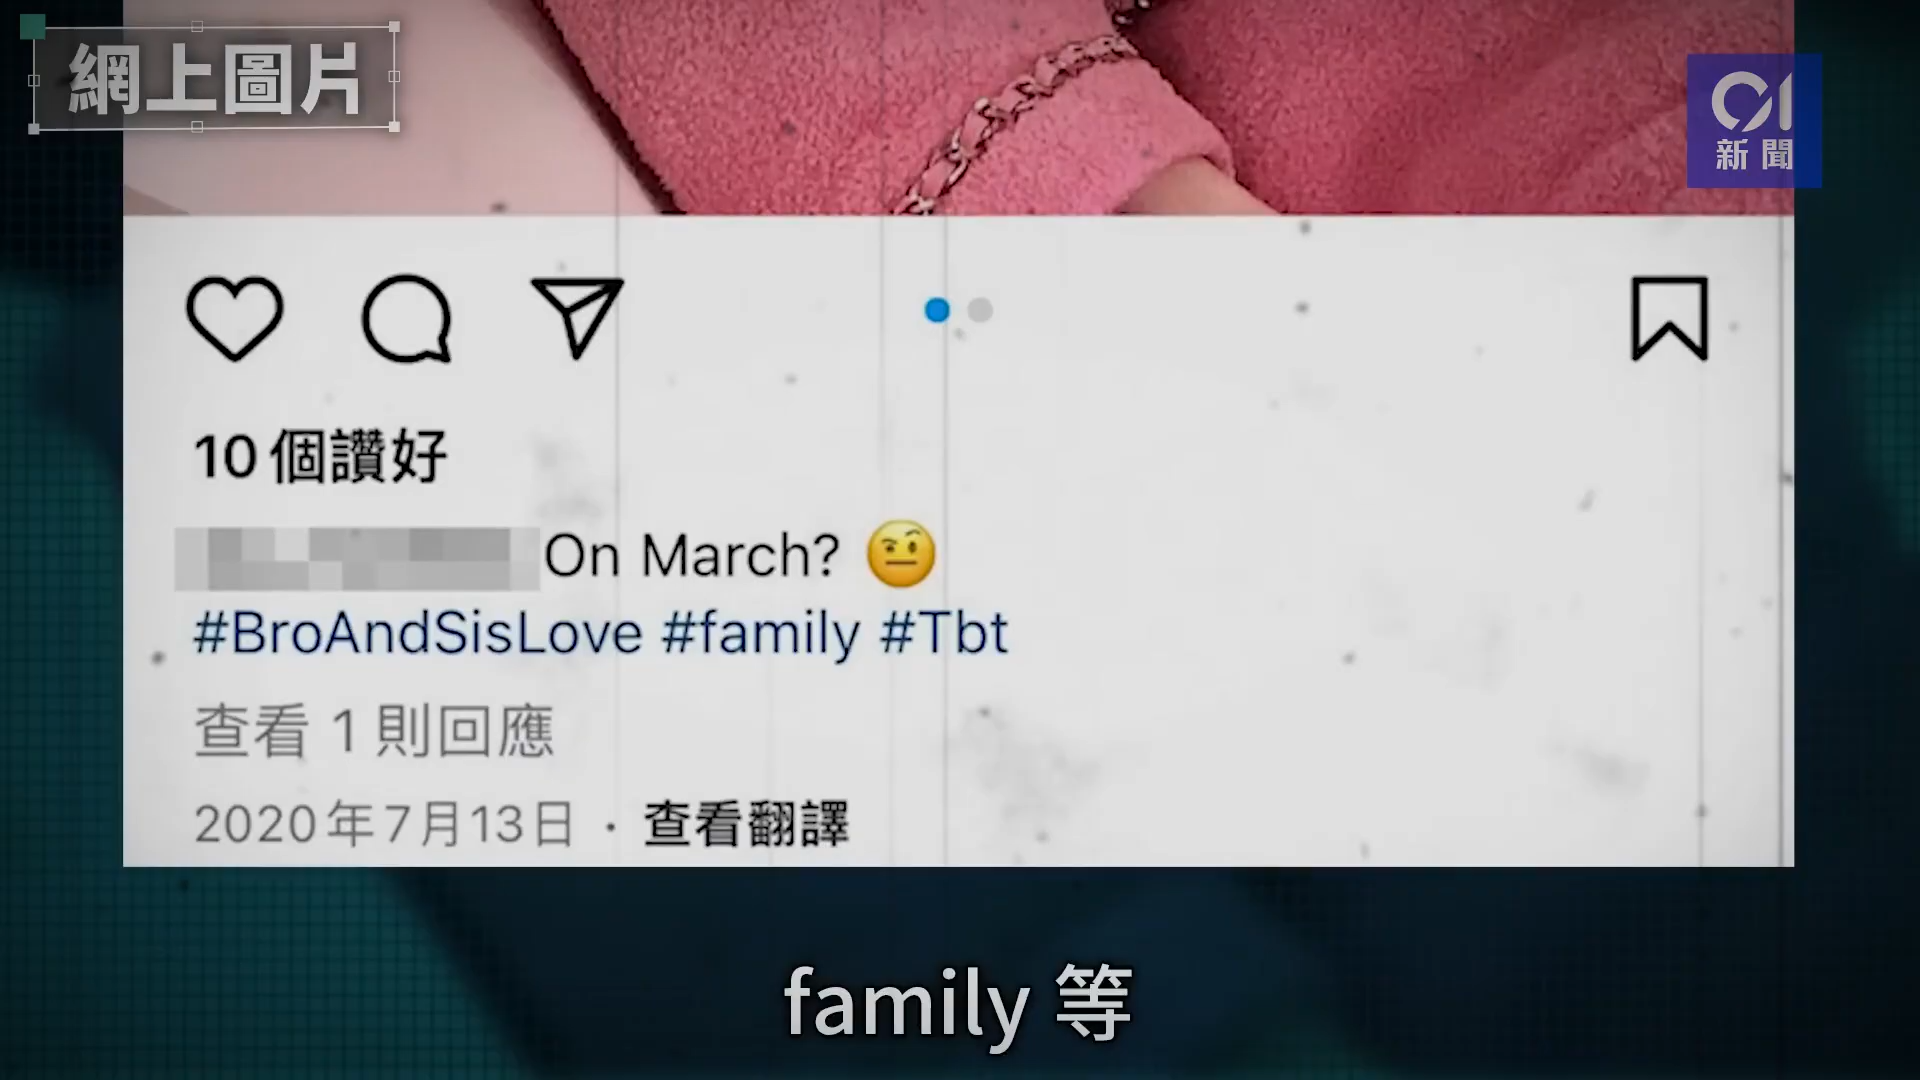 網上圖片
01
新聞
10 個讚好
On March? 🤨
#BroAndSisLove #family #Tbt
查看 1 則回應
2020年7月13日 · 查看翻譯
family 等